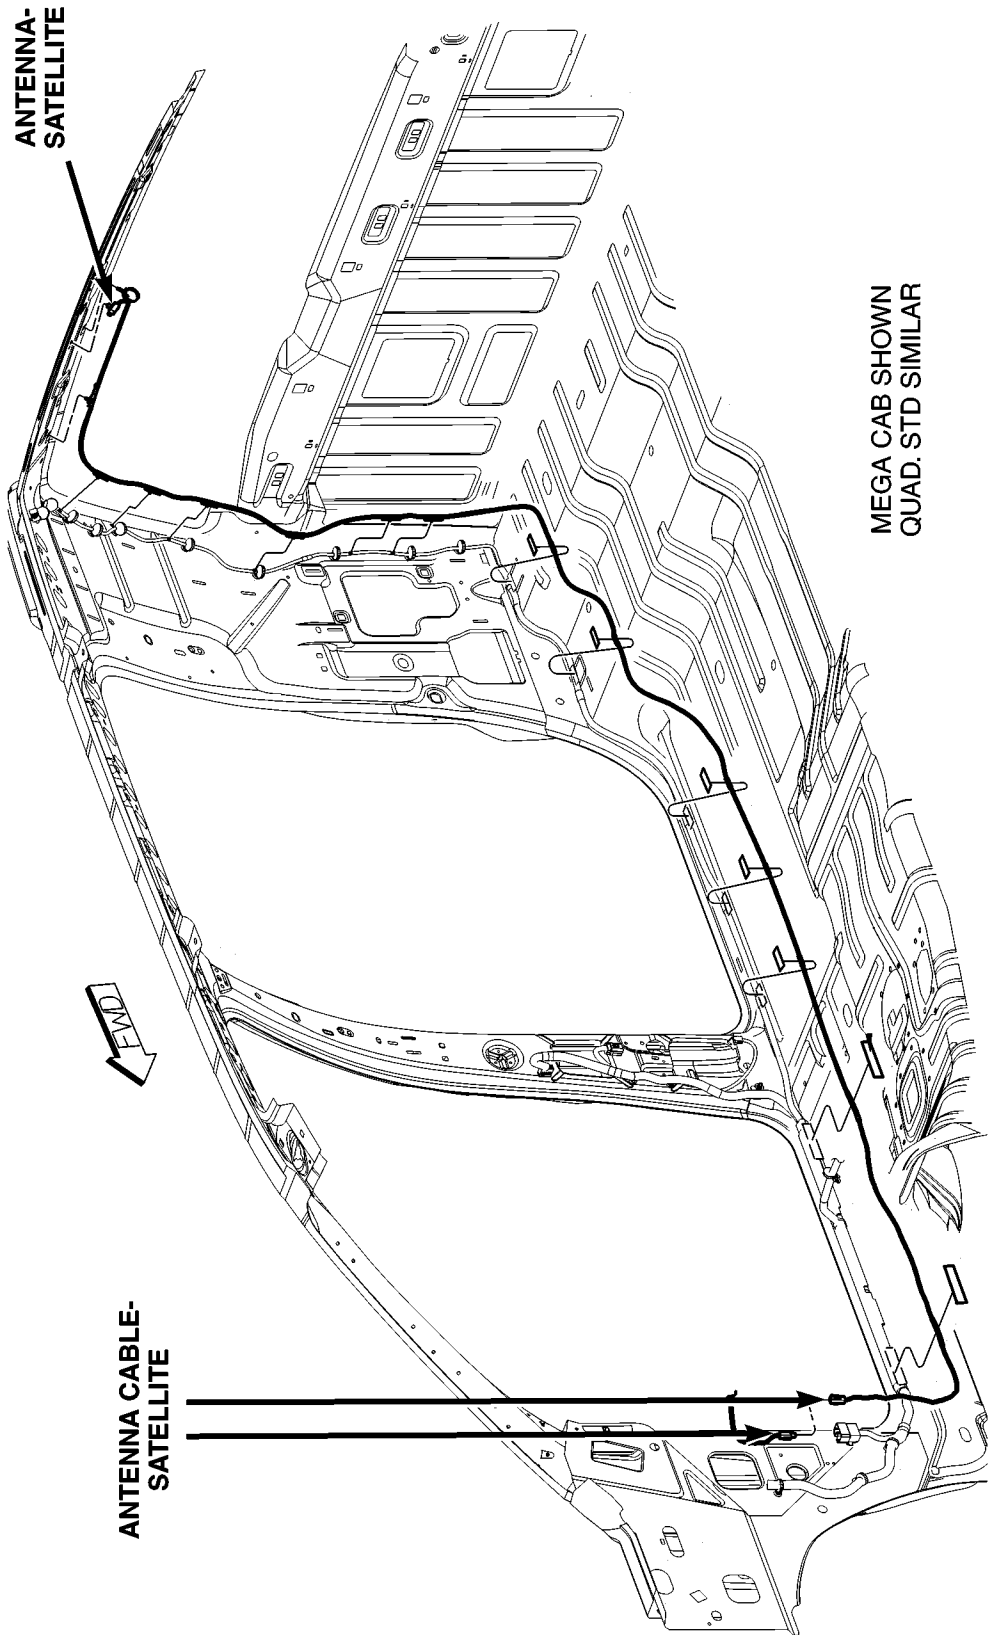 ANTENNA-
SATELLITE
FWD
ANTENNA CABLE-
SATELLITE
MEGA CAB SHOWN
QUAD. STD SIMILAR